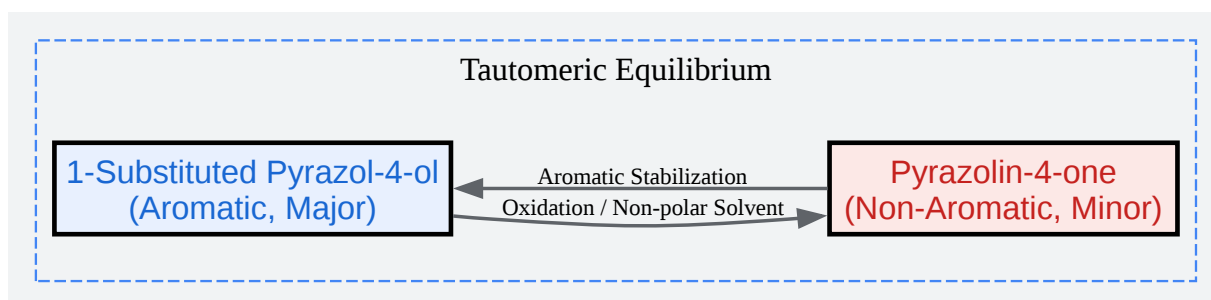 Tautomeric Equilibrium
1-Substituted Pyrazol-4-ol
(Aromatic, Major)
Aromatic Stabilization
Oxidation / Non-polar Solvent
Pyrazolin-4-one
(Non-Aromatic, Minor)